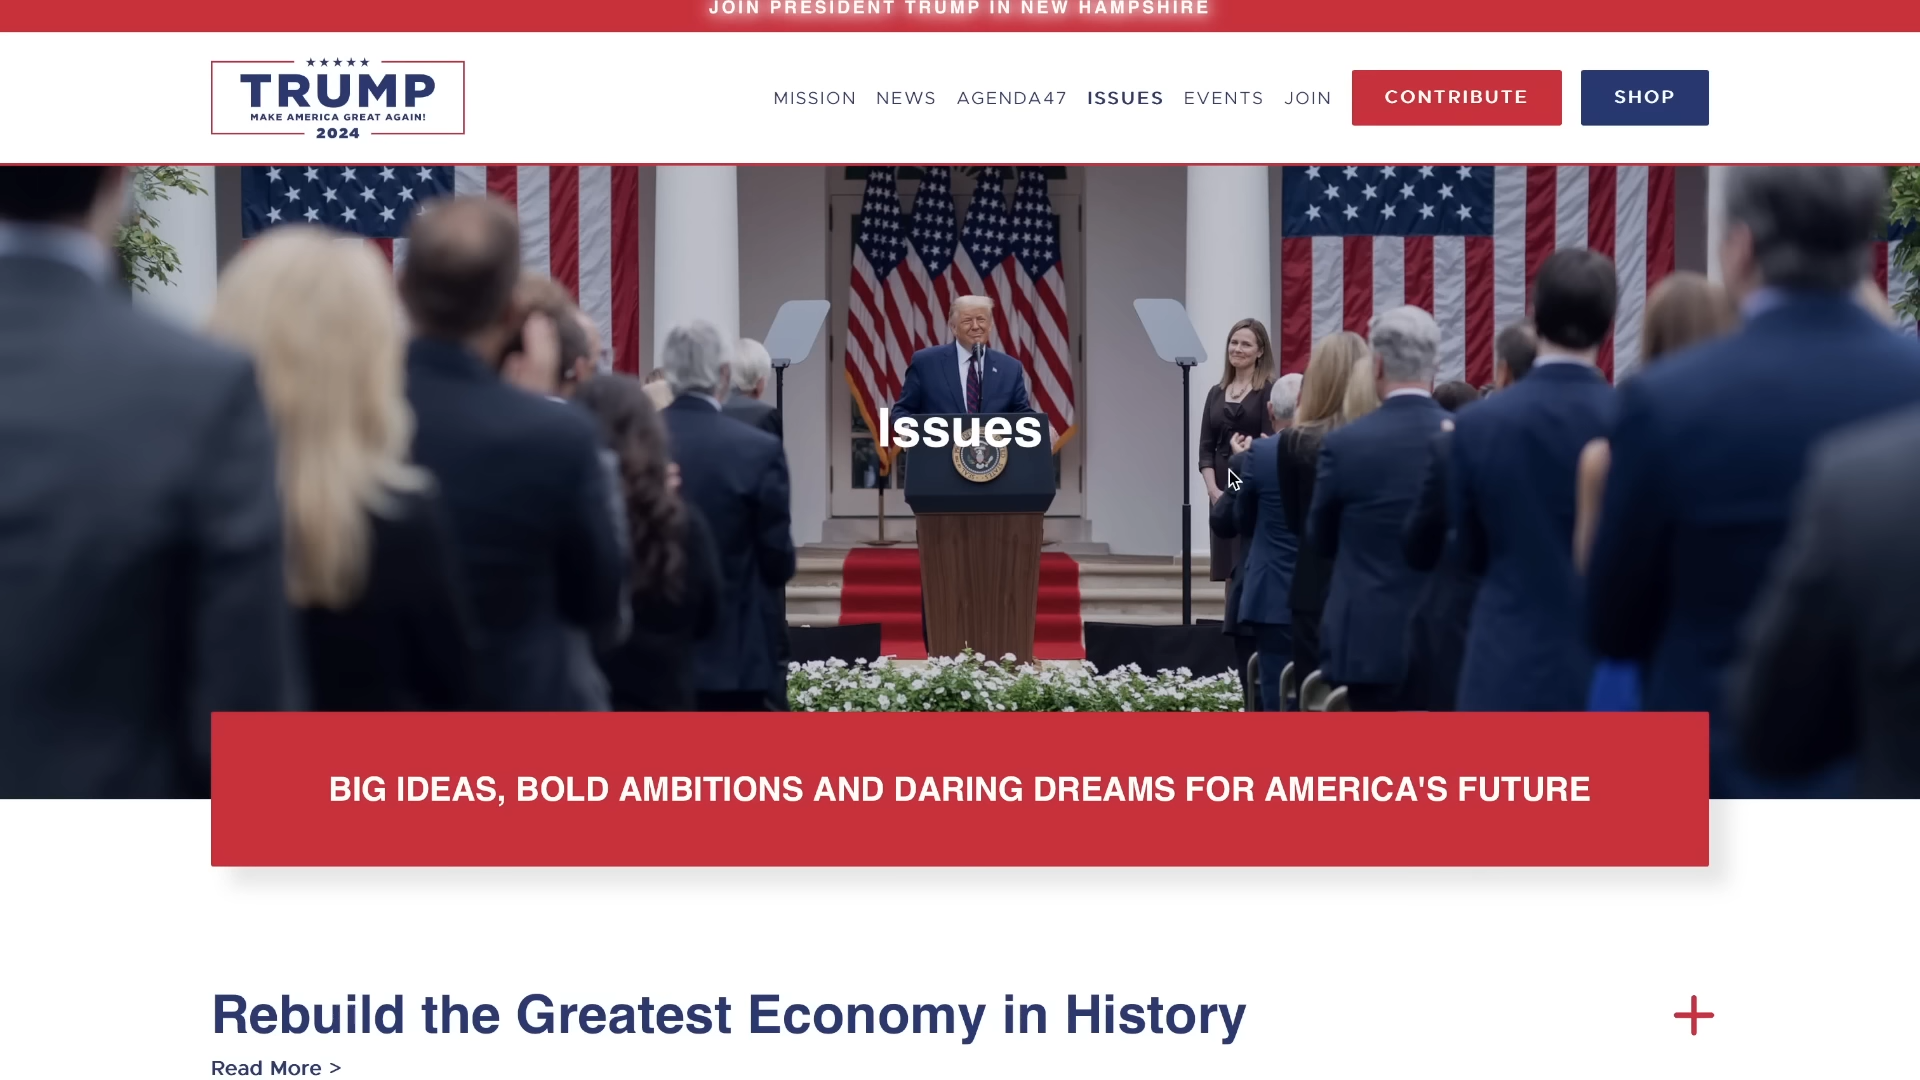 JOIN PRESIDENT TRUMP IN NEW HAMPSHIRE
TRUMP
MAKE AMERICA GREAT AGAIN!
2024
MISSION
NEWS
AGENDA47
ISSUES
EVENTS
JOIN
CONTRIBUTE
SHOP
Issues
BIG IDEAS, BOLD AMBITIONS AND DARING DREAMS FOR AMERICA'S FUTURE
Rebuild the Greatest Economy in History
Read More >